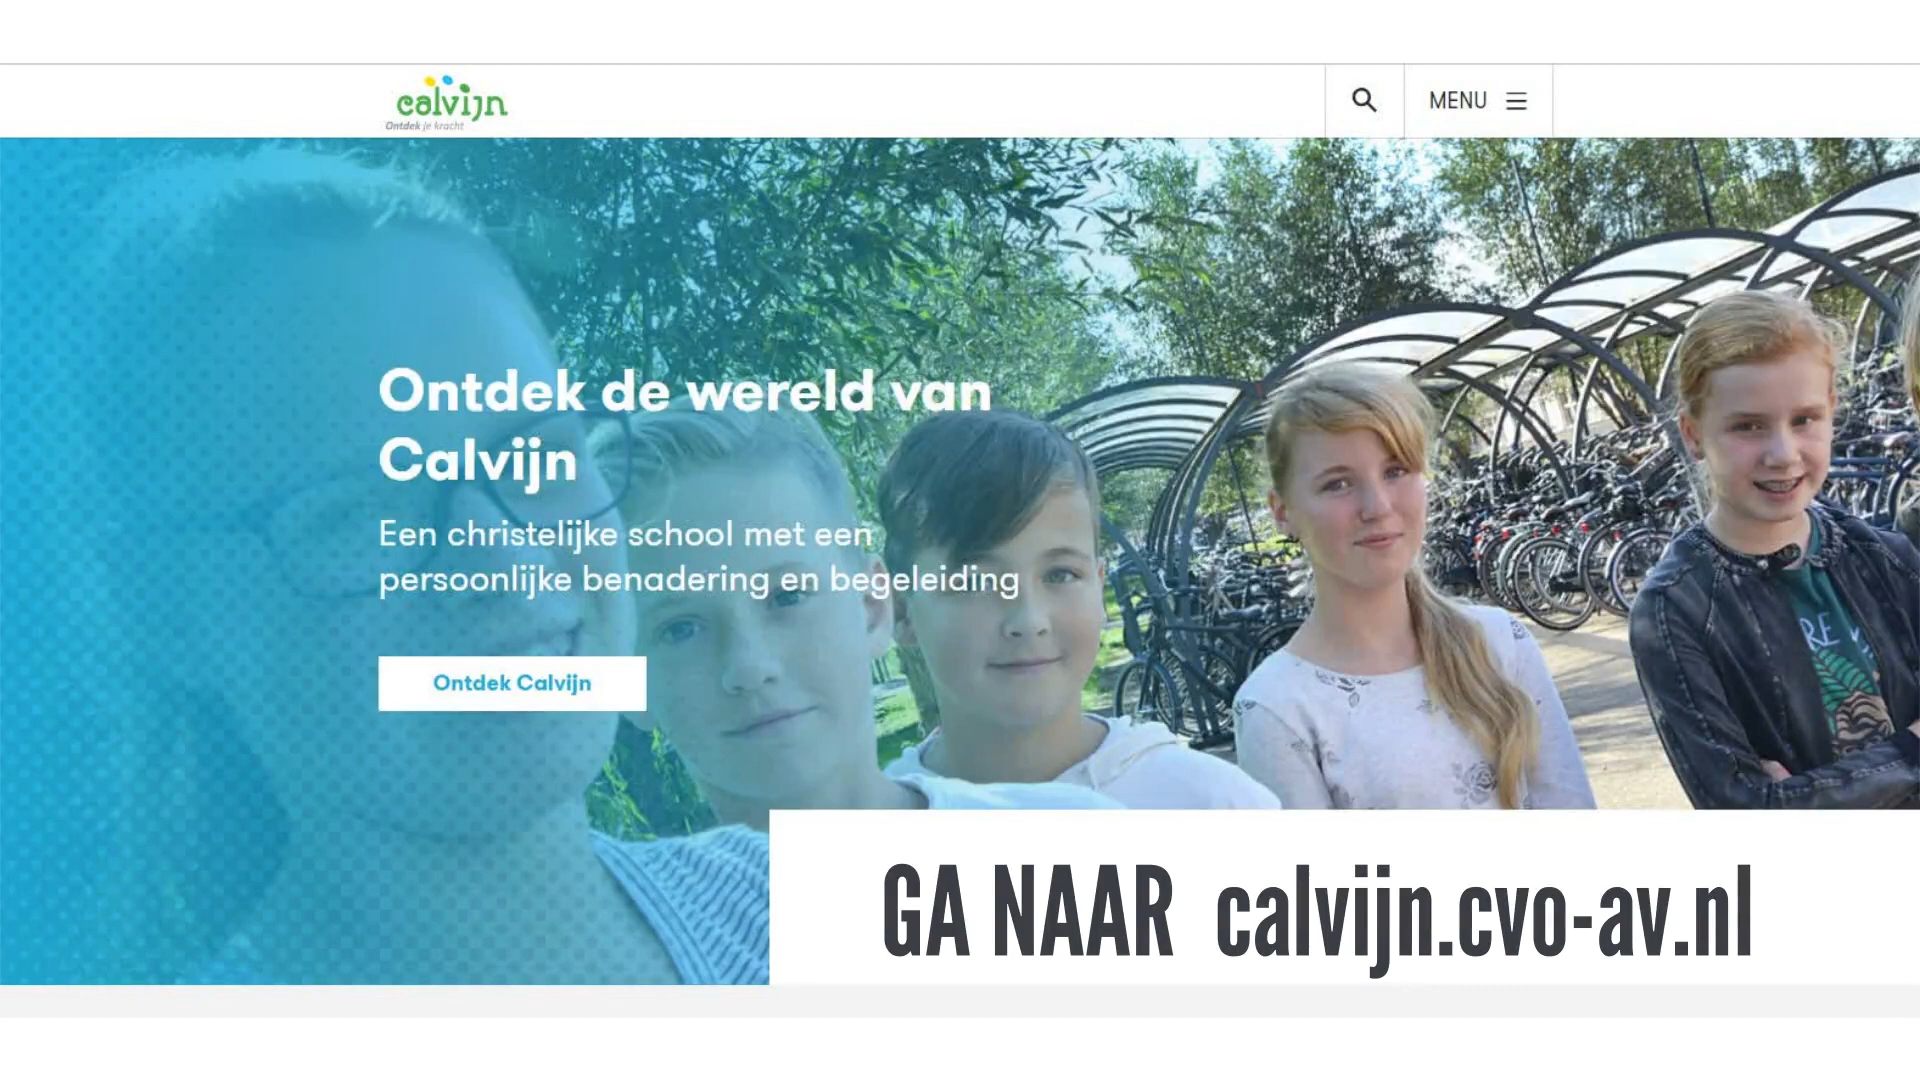 calvijn
Ontdek je kracht
MENU
Ontdek de wereld van
Calvijn
Een christelijke school met een
persoonlijke benadering en begeleiding
Ontdek Calvijn
RE
GA NAAR calvijn.cvo-av.nl